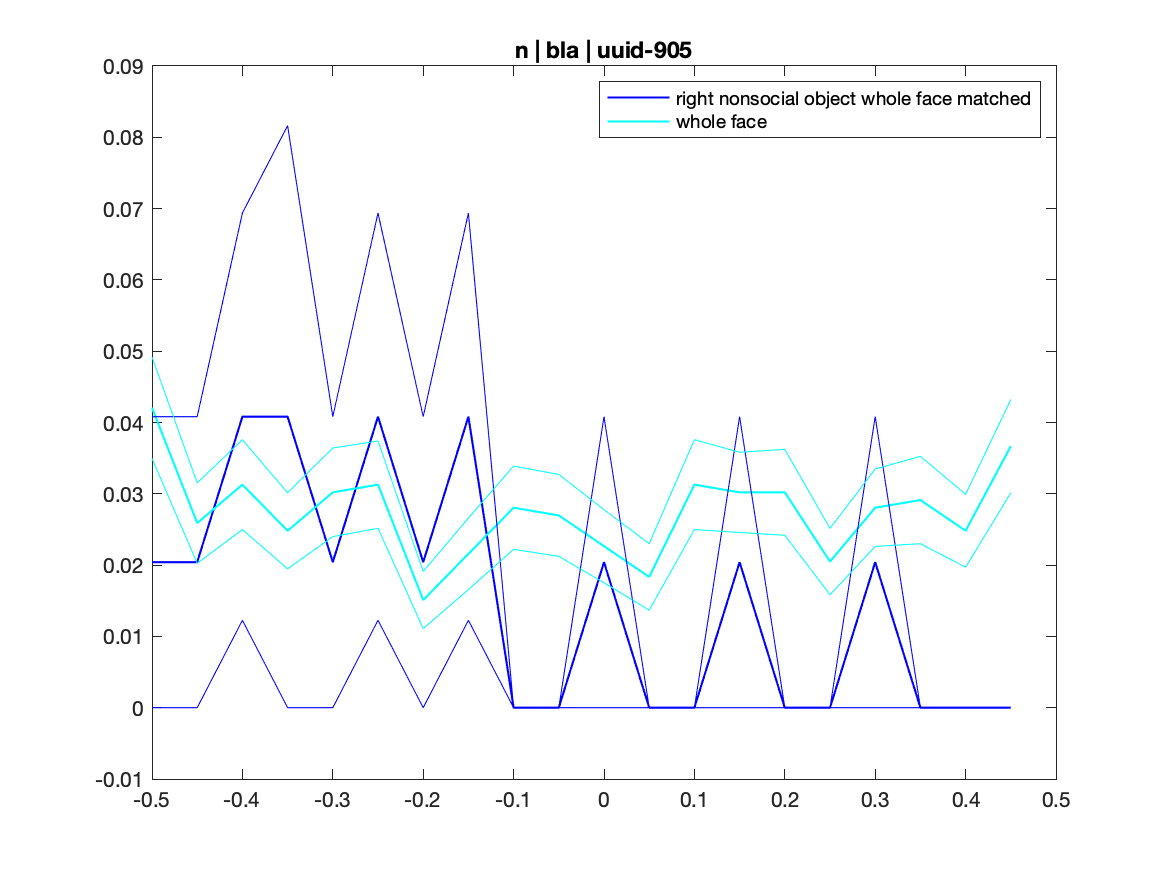 n | bla | uuid-905
0.09
0.08
0.07
0.06
0.05
0.04
0.03
0.02
0.01
0
-0.01
right nonsocial object whole face matched
whole face
-0.5 -0.4 -0.3 -0.2 -0.1 0 0.1 0.2 0.3 0.4 0.5